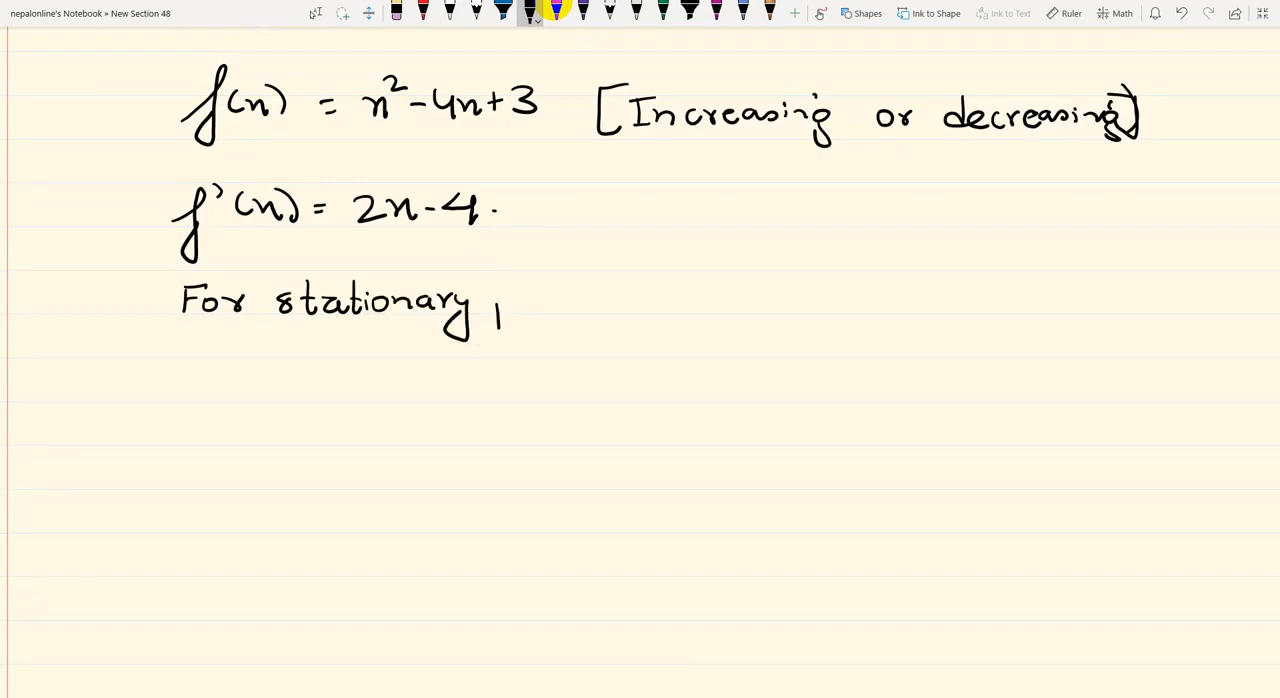 nepalonline's Notebook » New Section 48
Shapes Ink to Shape Ink to Text Ruler Math
f(x) = x² - 4x + 3 [Increasing or decreasing]
f'(x) = 2x - 4.
For stationary